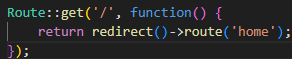 Route::get('/', function() {
    return redirect()->route('home');
});